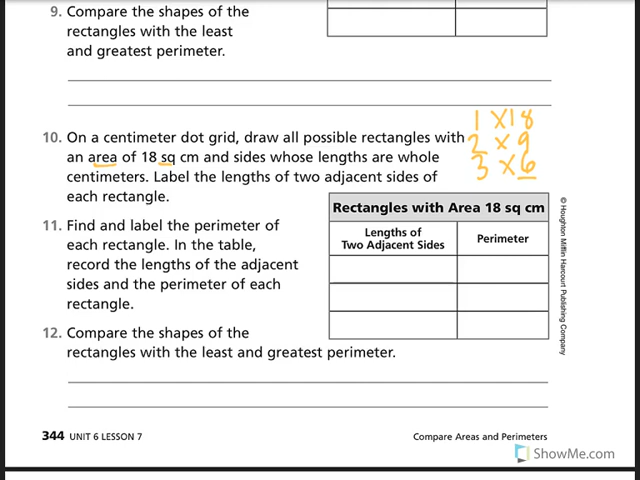 9. Compare the shapes of the
rectangles with the least
and greatest perimeter.
1 X 18
2 x 9
3 x 6
10. On a centimeter dot grid, draw all possible rectangles with
an area of 18 sq cm and sides whose lengths are whole
centimeters. Label the lengths of two adjacent sides of
each rectangle.
11. Find and label the perimeter of
each rectangle. In the table,
record the lengths of the adjacent
sides and the perimeter of each
rectangle.
Rectangles with Area 18 sq cm
Lengths of
Two Adjacent Sides
Perimeter
12. Compare the shapes of the
rectangles with the least and greatest perimeter.
© Houghton Mifflin Harcourt Publishing Company
344 UNIT 6 LESSON 7
Compare Areas and Perimeters
ShowMe.com